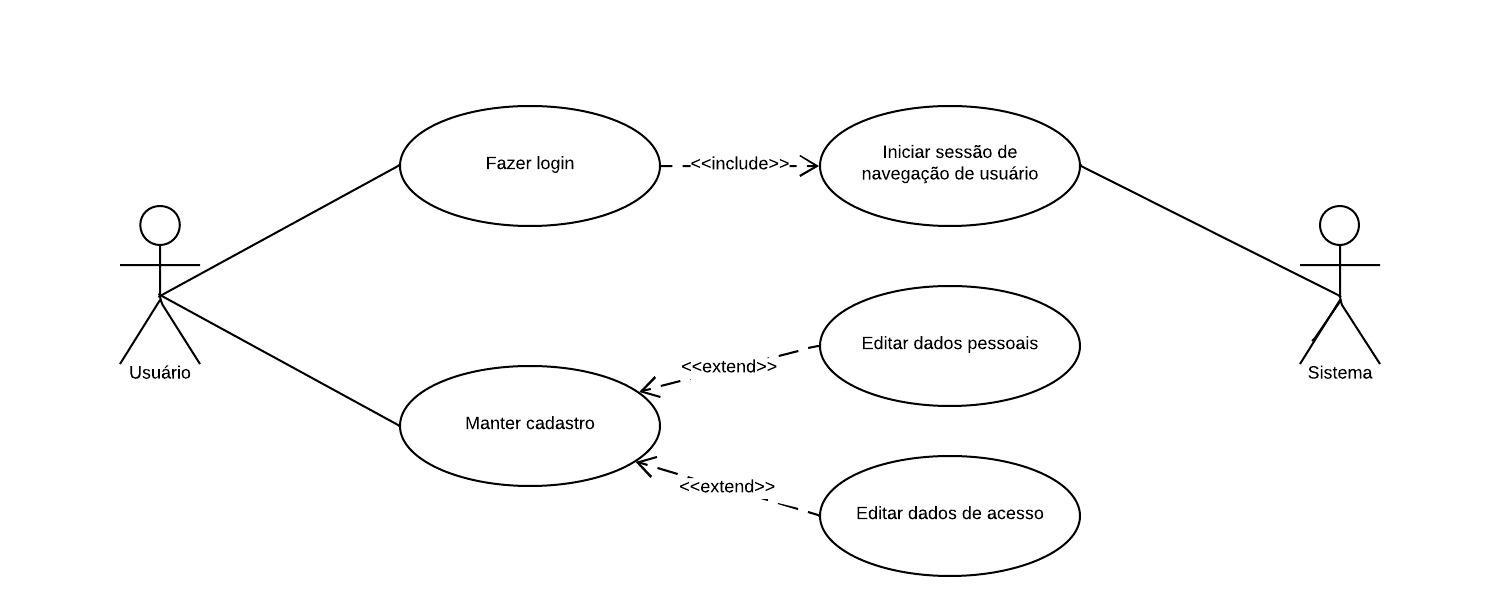 Fazer login
<<include>>
Iniciar sessão de
navegação de usuário
Usuário
Sistema
Manter cadastro
<<extend>>
Editar dados pessoais
<<extend>>
Editar dados de acesso